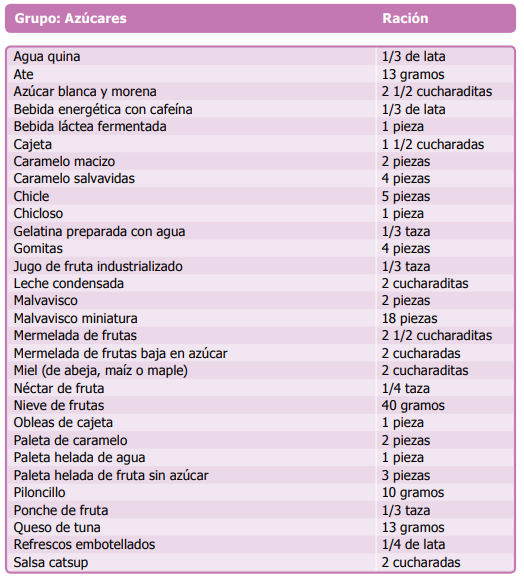 Grupo: Azúcares Ración
Agua quina 1/3 de lata
Ate 13 gramos
Azúcar blanca y morena 2 1/2 cucharaditas
Bebida energética con cafeína 1/3 de lata
Bebida láctea fermentada 1 pieza
Cajeta 1 1/2 cucharadas
Caramelo macizo 2 piezas
Caramelo salvavidas 4 piezas
Chicle 5 piezas
Chicloso 1 pieza
Gelatina preparada con agua 1/3 taza
Gomitas 4 piezas
Jugo de fruta industrializado 1/3 taza
Leche condensada 2 cucharaditas
Malvavisco 2 piezas
Malvavisco miniatura 18 piezas
Mermelada de frutas 2 1/2 cucharaditas
Mermelada de frutas baja en azúcar 2 cucharadas
Miel (de abeja, maíz o maple) 2 cucharaditas
Néctar de fruta 1/4 taza
Nieve de frutas 40 gramos
Obleas de cajeta 1 pieza
Paleta de caramelo 2 piezas
Paleta helada de agua 1 pieza
Paleta helada de fruta sin azúcar 3 piezas
Piloncillo 10 gramos
Ponche de fruta 1/3 taza
Queso de tuna 13 gramos
Refrescos embotellados 1/4 de lata
Salsa catsup 2 cucharadas